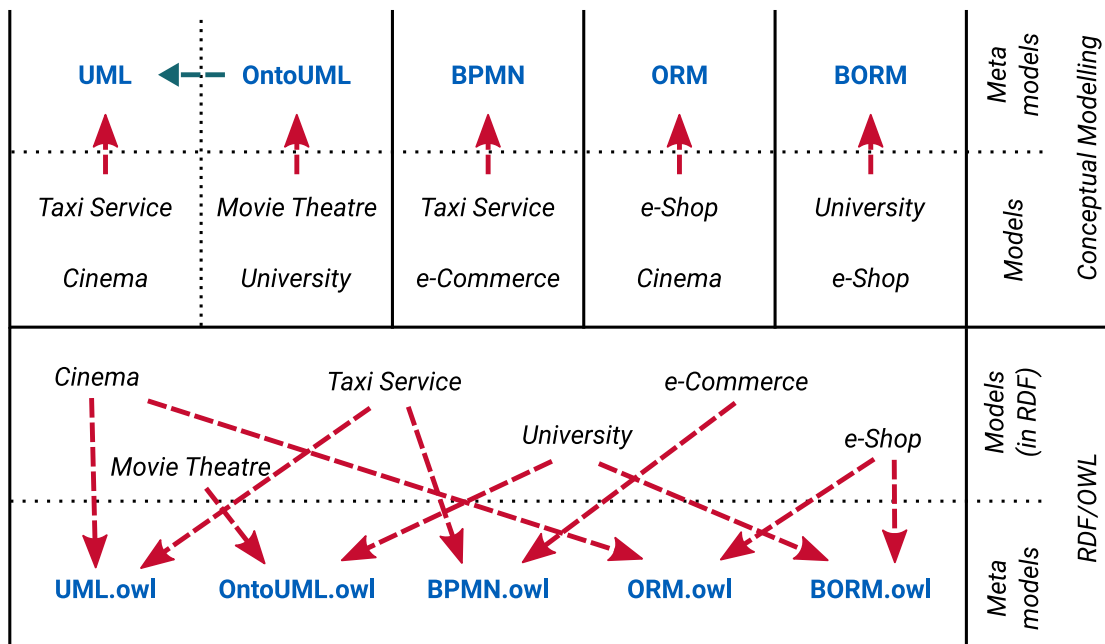 UML
OntoUML
BPMN
ORM
BORM
Meta
models
Conceptual Modelling
Taxi Service
Movie Theatre
Taxi Service
e-Shop
University
Models
Cinema
University
e-Commerce
Cinema
e-Shop
Cinema
Taxi Service
e-Commerce
University
e-Shop
Movie Theatre
Models
(in RDF)
RDF/OWL
UML.owl
OntoUML.owl
BPMN.owl
ORM.owl
BORM.owl
Meta
models